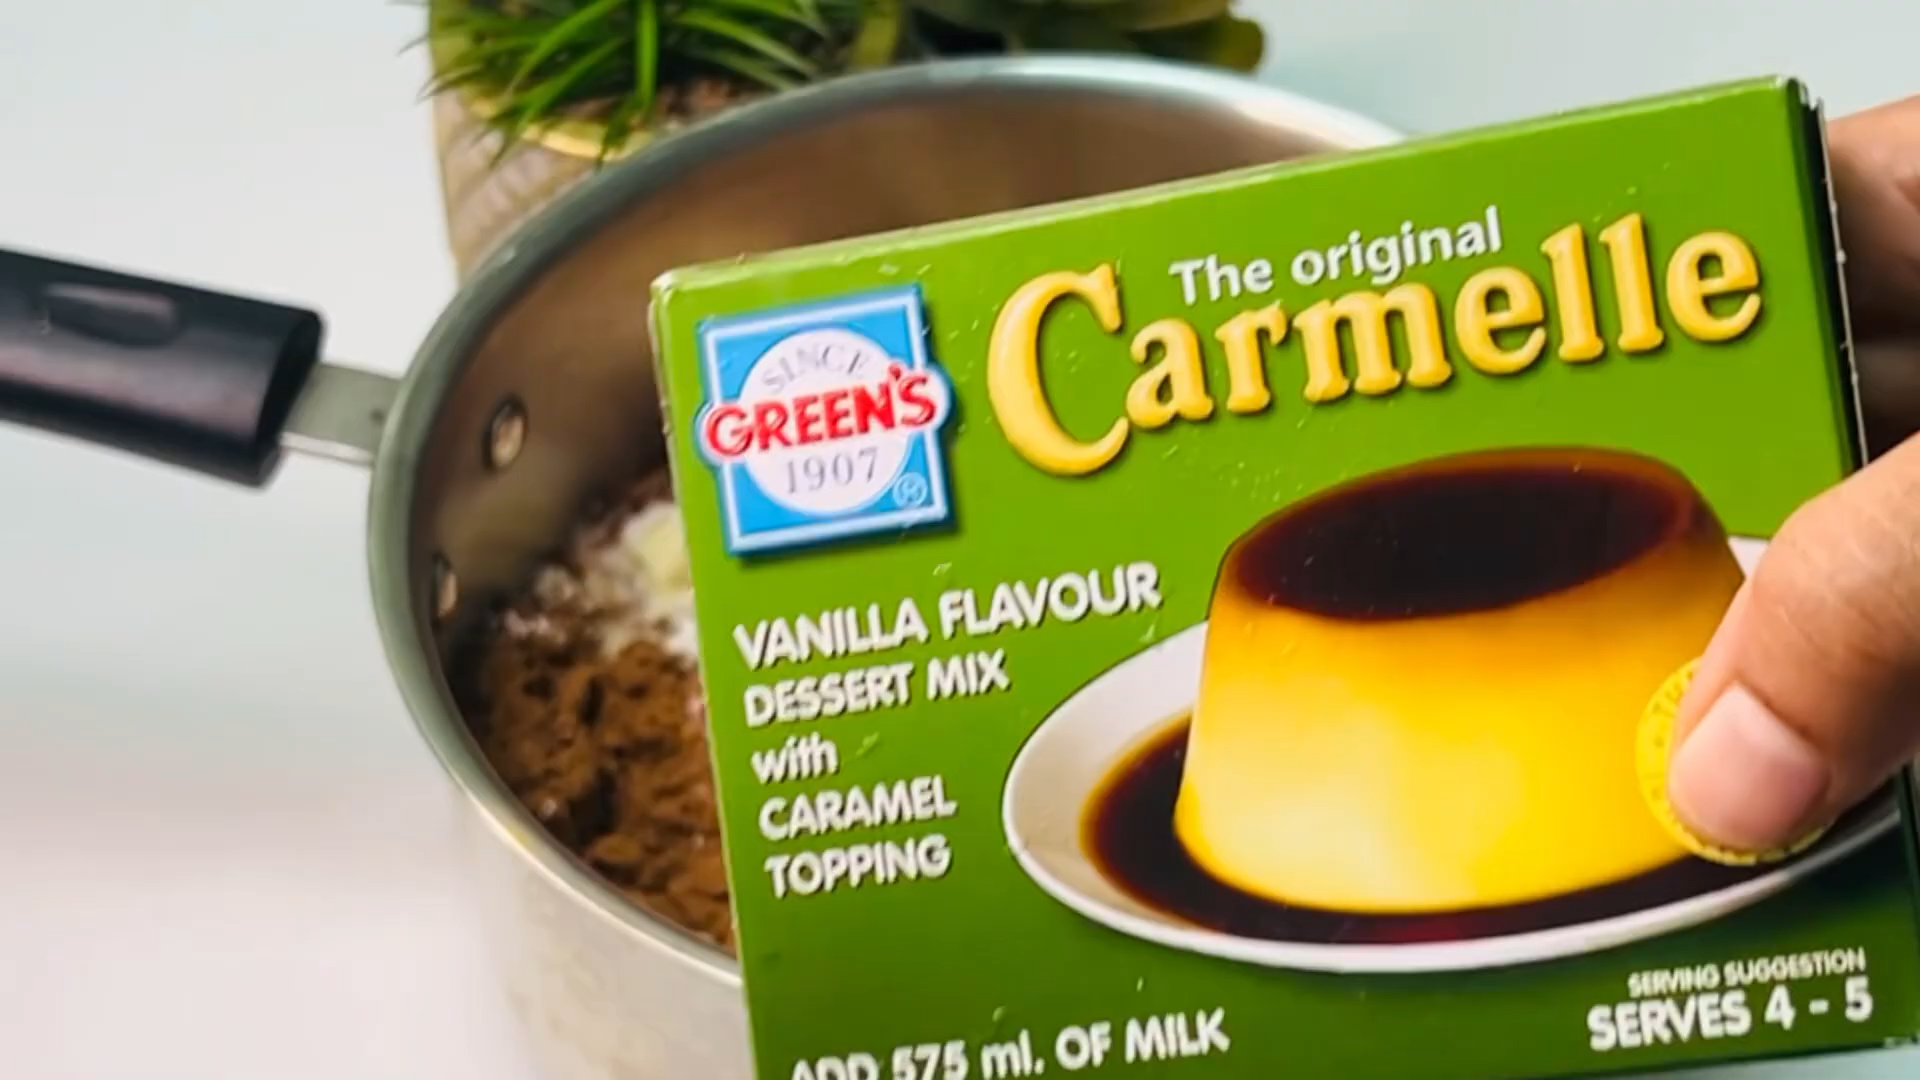 The original
Carmelle
SINCE
GREEN'S
1907
®
VANILLA FLAVOUR
DESSERT MIX
with
CARAMEL
TOPPING
SERVING SUGGESTION
SERVES 4 - 5
ADD 575 ml. OF MILK